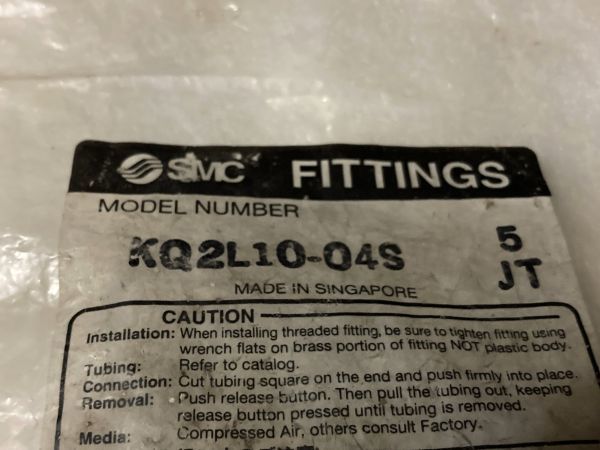 SMC FITTINGS
MODEL NUMBER
KQ2L10-04S 5
JT
MADE IN SINGAPORE
CAUTION
Installation: When installing threaded fitting, be sure to tighten fitting using
wrench flats on brass portion of fitting NOT plastic body.
Tubing: Refer to catalog.
Connection: Cut tubing square on the end and push firmly into place.
Removal: Push release button. Then pull the tubing out, keeping
release button pressed until tubing is removed.
Media: Compressed Air, others consult Factory.